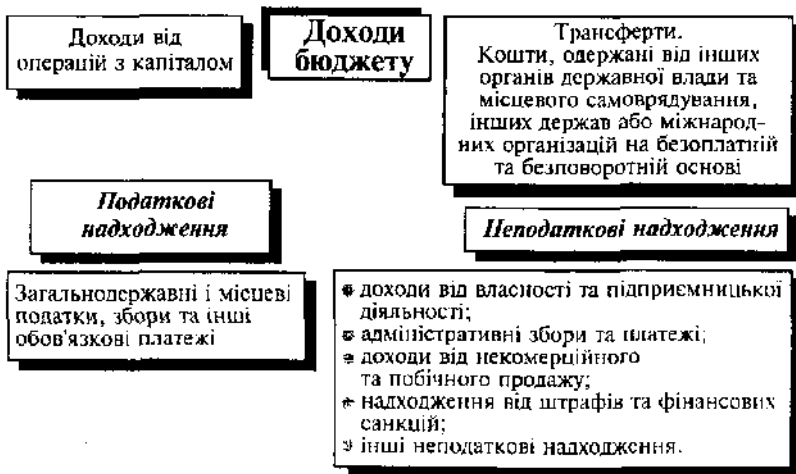 Доходи від
операцій з капіталом
Доходи
бюджету
Трансферти.
Кошти, одержані від інших
органів державної влади та
місцевого самоврядування,
інших держав або міжнарод-
них організацій на безоплатній
та безповоротній основі
Податкові
надходження
Неподаткові надходження
Загальнодержавні і місцеві
податки, збори та інші
обов'язкові платежі
доходи від власності та підприємницької
діяльності;
адміністративні збори та платежі;
доходи від некомерційного
та побічного продажу;
надходження від штрафів та фінансових
санкцій;
інші неподаткові надходження.